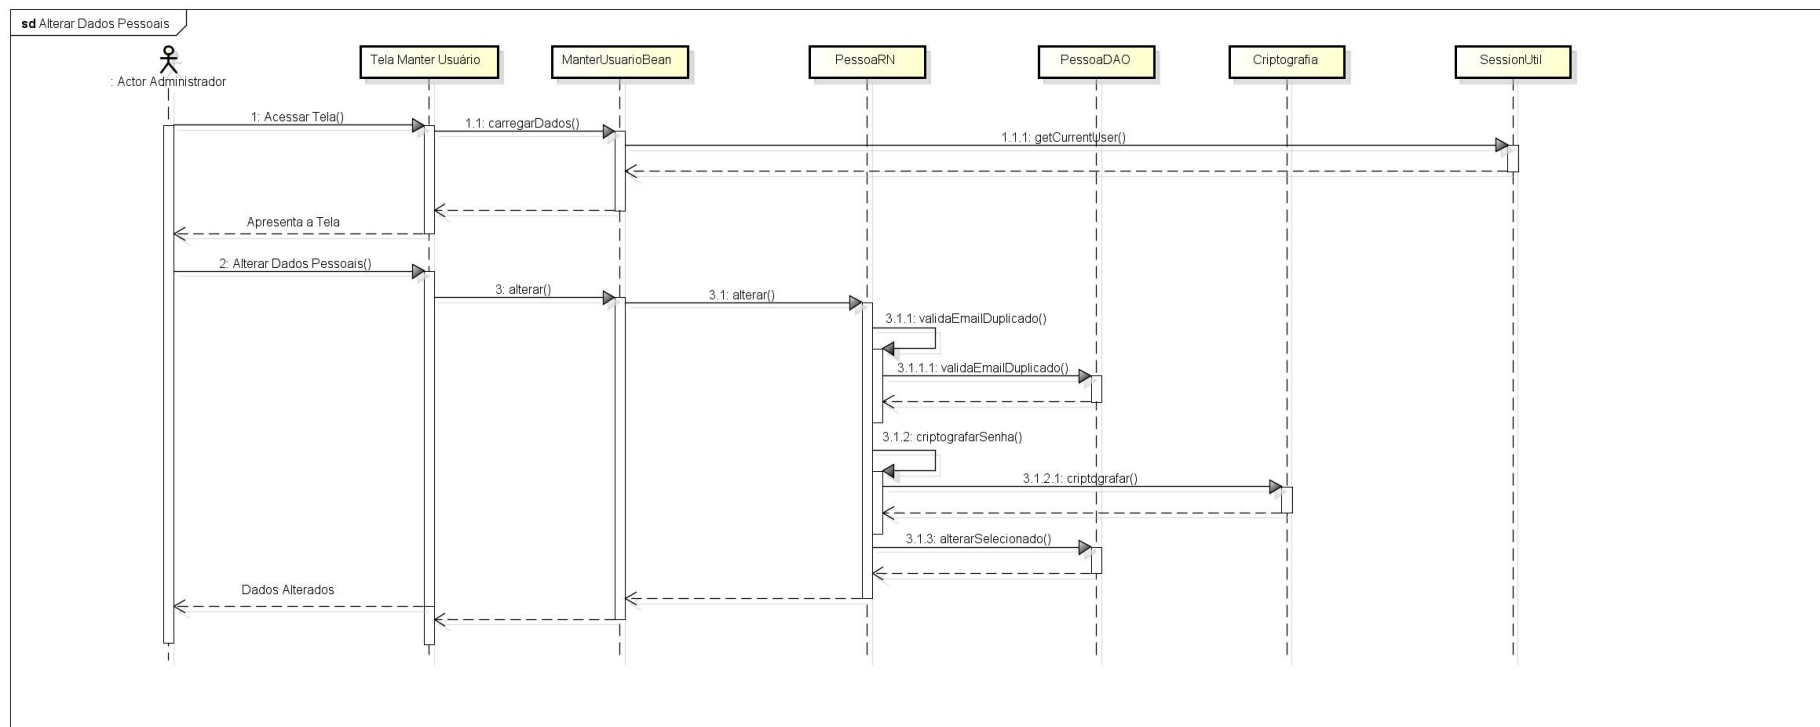 sd Alterar Dados Pessoais
: Actor Administrador
Tela Manter Usuário
ManterUsuarioBean
PessoaRN
PessoaDAO
Criptografia
SessionUtil
1: Acessar Tela()
1.1: carregarDados()
1.1.1: getCurrentUser()
Apresenta a Tela
2: Alterar Dados Pessoais()
3: alterar()
3.1: alterar()
3.1.1: validaEmailDuplicado()
3.1.1.1: validaEmailDuplicado()
3.1.2: criptografarSenha()
3.1.2.1: criptografar()
3.1.3: alterarSelecionado()
Dados Alterados